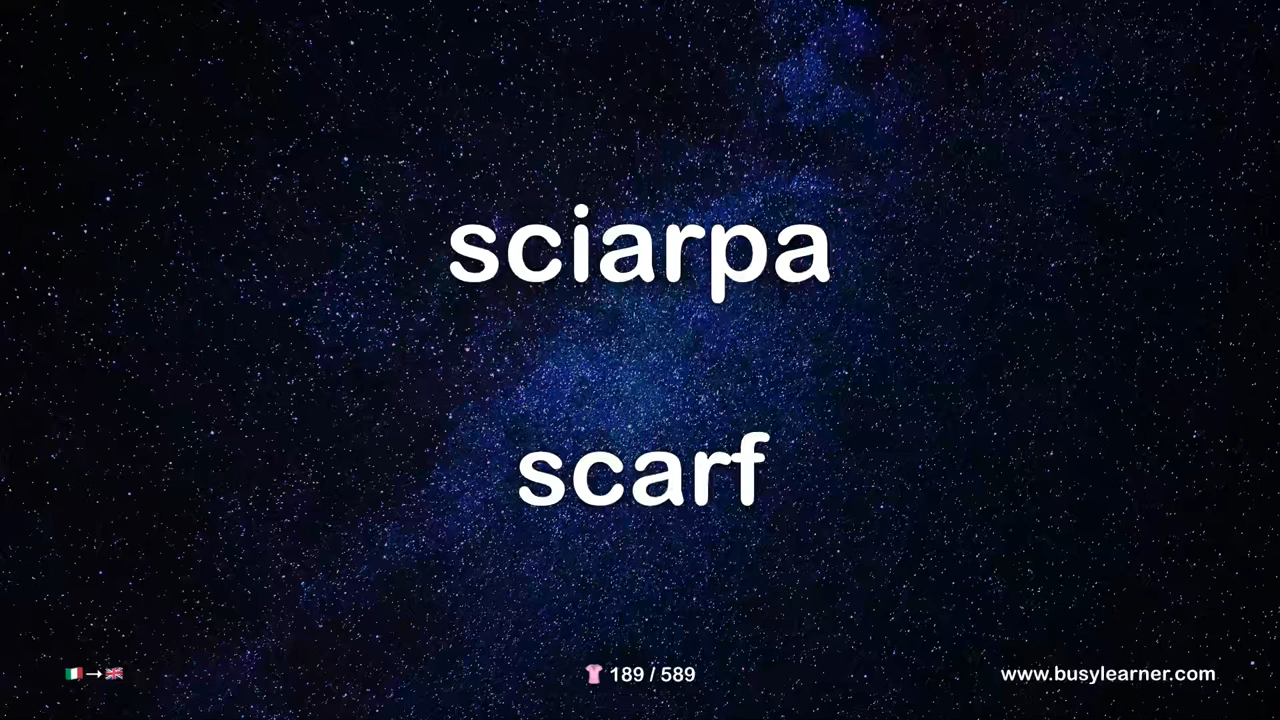 sciarpa
scarf
🇮🇹→🇬🇧
👚 189 / 589
www.busylearner.com